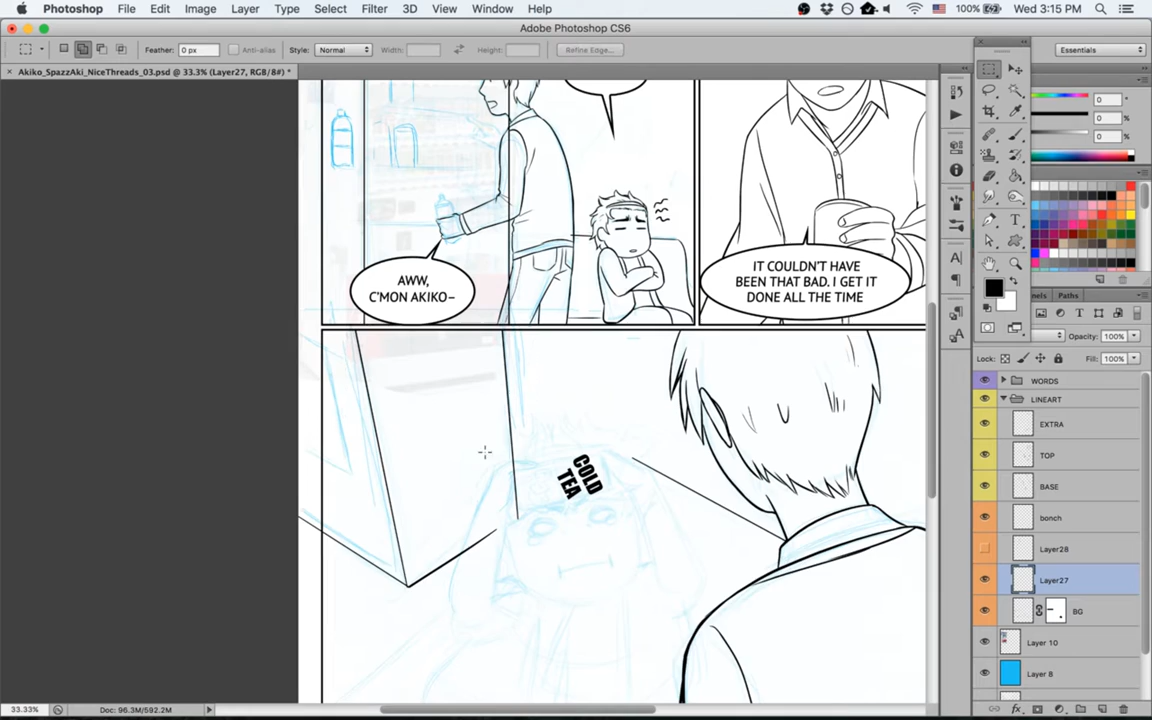 Photoshop File Edit Image Layer Type Select Filter 3D View Window Help 100% Wed 3:15 PM
Adobe Photoshop CS6
Feather: 0 px Anti-alias Style: Normal Width: Height: Refine Edge... Essentials
× Akiko_SpazzAki_NiceThreads_03.psd @ 33.3% (Layer27, RGB/8#) *
0
0 %
0 %
AWW,
C'MON AKIKO–
IT COULDN'T HAVE
BEEN THAT BAD. I GET IT
DONE ALL THE TIME
COLD
TEA
nels Paths
Opacity: 100%
Lock: Fill: 100%
WORDS
LINEART
EXTRA
TOP
BASE
bonch
Layer28
Layer27
BG
Layer 10
Layer 8
33.33% Doc: 96.3M/592.2M